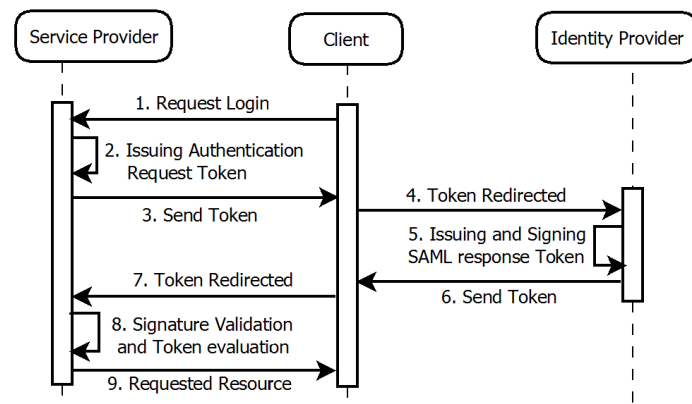 Service Provider
Client
Identity Provider
1. Request Login
2. Issuing Authentication
Request Token
3. Send Token
4. Token Redirected
5. Issuing and Signing
SAML response Token
6. Send Token
7. Token Redirected
8. Signature Validation
and Token evaluation
9. Requested Resource